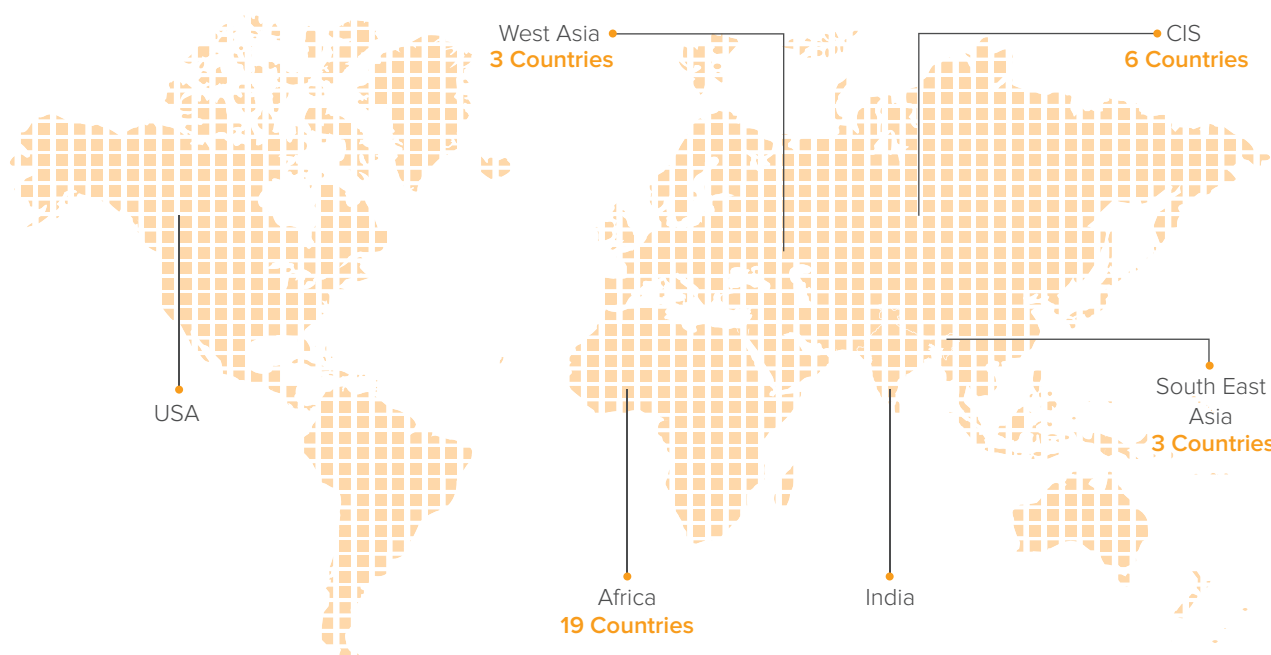 West Asia
3 Countries
CIS
6 Countries
USA
South East
Asia
3 Countries
Africa
19 Countries
India